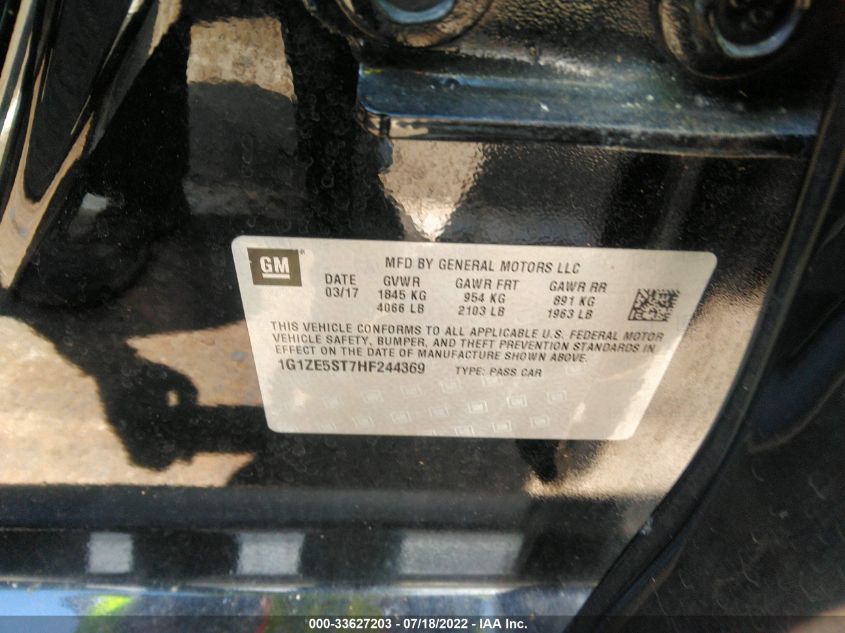 GM
MFD BY GENERAL MOTORS LLC
DATE GVWR GAWR FRT GAWR RR
03/17 1845 KG 954 KG 891 KG
4066 LB 2103 LB 1963 LB
THIS VEHICLE CONFORMS TO ALL APPLICABLE U.S. FEDERAL MOTOR
VEHICLE SAFETY, BUMPER, AND THEFT PREVENTION STANDARDS IN
EFFECT ON THE DATE OF MANUFACTURE SHOWN ABOVE.
1G1ZE5ST7HF244369 TYPE: PASS CAR
000-33627203 - 07/18/2022 - IAA Inc.